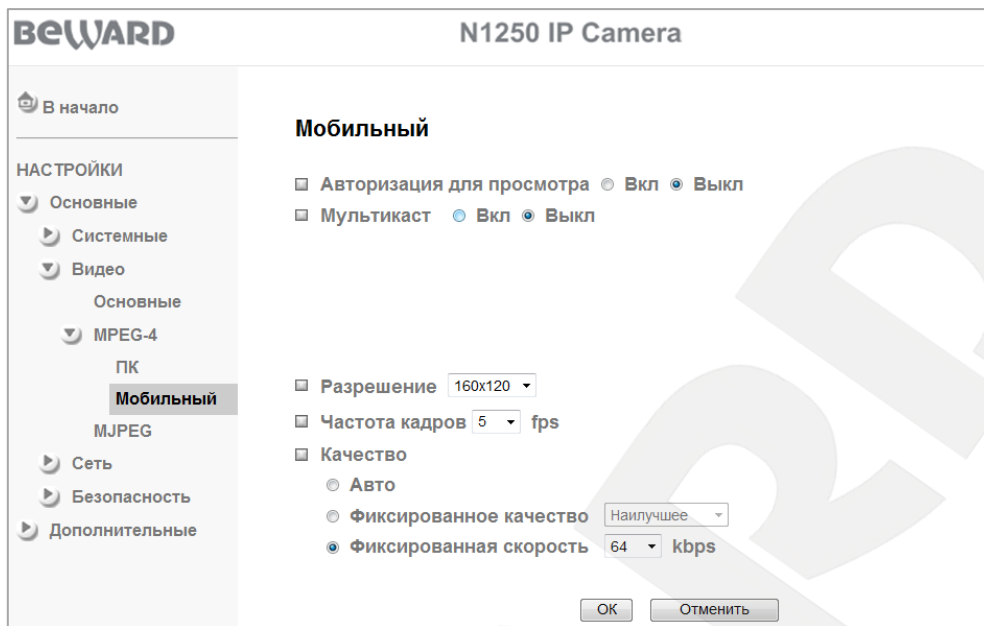 BEWARD
N1250 IP Camera
В начало
НАСТРОЙКИ
Основные
Системные
Видео
Основные
MPEG-4
ПК
Мобильный
MJPEG
Сеть
Безопасность
Дополнительные
Мобильный
Авторизация для просмотра Вкл Выкл
Мультикаст Вкл Выкл
Разрешение 160x120
Частота кадров 5 fps
Качество
Авто
Фиксированное качество Наилучшее
Фиксированная скорость 64 kbps
ОК Отменить